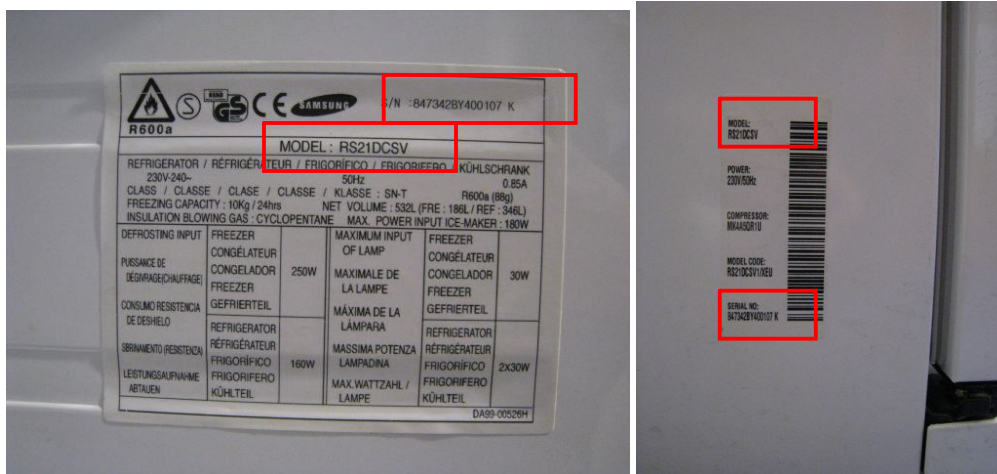 SAMSUNG
S/N :847342BY400107 K
R600a
MODEL : RS21DCSV
REFRIGERATOR / RÉFRIGÉRATEUR / FRIGORÍFICO / FRIGORIFERO / KÜHLSCHRANK
230V-240~ 50Hz 0.85A
CLASS / CLASSE / CLASE / CLASSE / KLASSE : SN-T R600a (88g)
FREEZING CAPACITY : 10Kg / 24hrs NET VOLUME : 532L (FRE : 186L / REF : 346L)
INSULATION BLOWING GAS : CYCLOPENTANE MAX. POWER INPUT ICE-MAKER : 180W
DEFROSTING INPUT
PUISSANCE DE
DÉGIVRAGE(CHAUFFAGE)
CONSUMO RESISTENCIA
DE DESHIELO
SBRINAMENTO (RESISTENZA)
LEISTUNGSAUFNAHME
ABTAUEN
FREEZER
CONGÉLATEUR
CONGELADOR
FREEZER
GEFRIERTEIL
250W
REFRIGERATOR
RÉFRIGÉRATEUR
FRIGORÍFICO
FRIGORIFERO
KÜHLTEIL
160W
MAXIMUM INPUT
OF LAMP
MAXIMALE DE
LA LAMPE
MÁXIMA DE LA
LÁMPARA
MASSIMA POTENZA
LAMPADINA
MAX.WATTZAHL /
LAMPE
FREEZER
CONGÉLATEUR
CONGELADOR
FREEZER
GEFRIERTEIL
30W
REFRIGERATOR
RÉFRIGÉRATEUR
FRIGORÍFICO
FRIGORIFERO
KÜHLTEIL
2x30W
DA99-00526H
MODEL:
RS21DCSV
POWER:
230V/50Hz
COMPRESSOR:
MK4A5QR1U
MODEL CODE:
RS21DCSV1/XEU
SERIAL NO:
847342BY400107 K